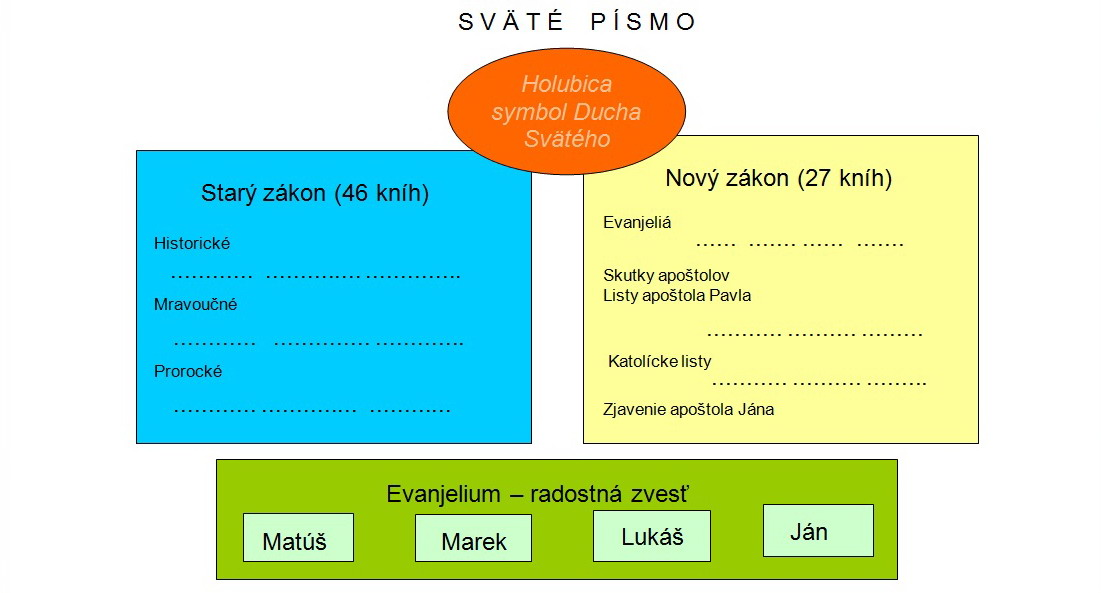 SVÄTÉ PÍSMO
Holubica
symbol Ducha
Svätého
Starý zákon (46 kníh)
Historické
………… ………….. …………..
Mravoučné
………… ………….. ………….
Prorocké
………… …………. …………
Nový zákon (27 kníh)
Evanjeliá
…… ……. …… …….
Skutky apoštolov
Listy apoštola Pavla
……….. ………. ………
Katolícke listy
……….. ………. ……….
Zjavenie apoštola Jána
Evanjelium – radostná zvesť
Matúš
Marek
Lukáš
Ján